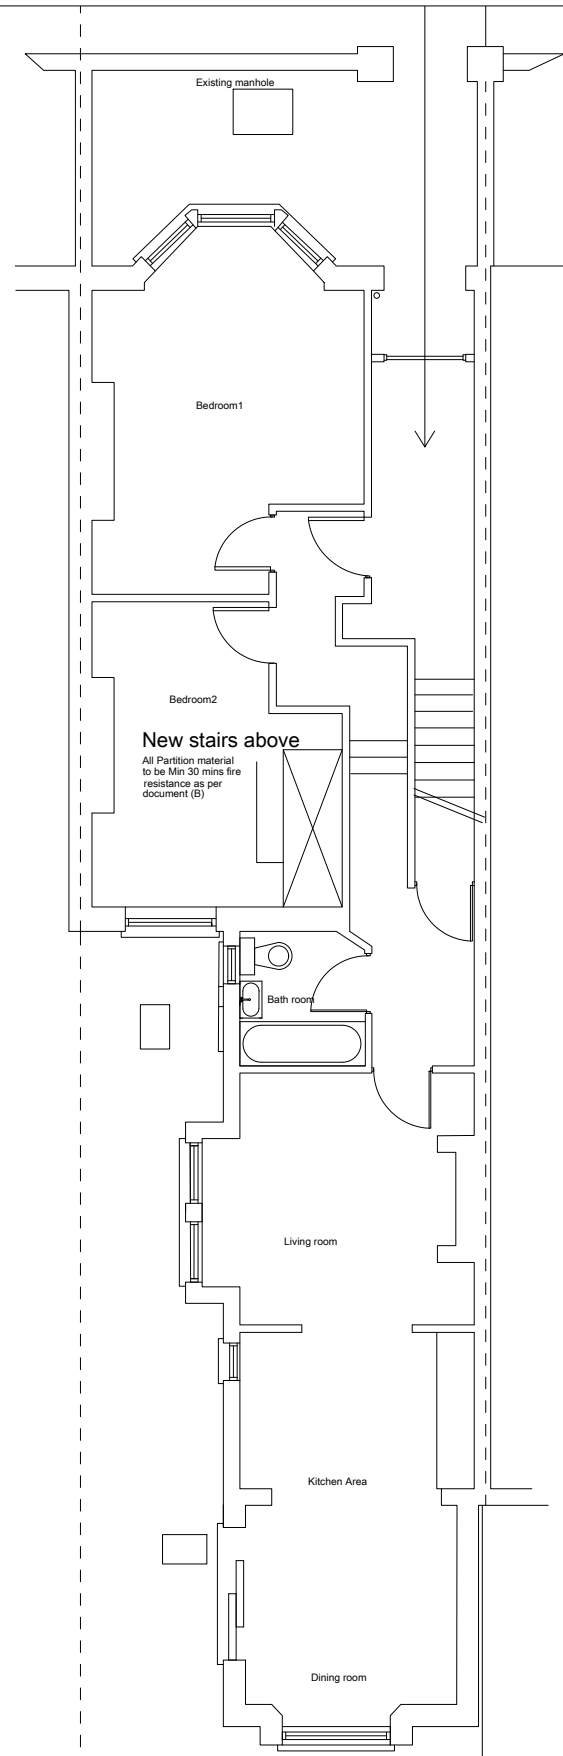 Existing manhole
Bedroom1
Bedroom2
New stairs above
All Partition material
to be Min 30 mins fire
resistance as per
document (B)
Bath room
Living room
Kitchen Area
Dining room